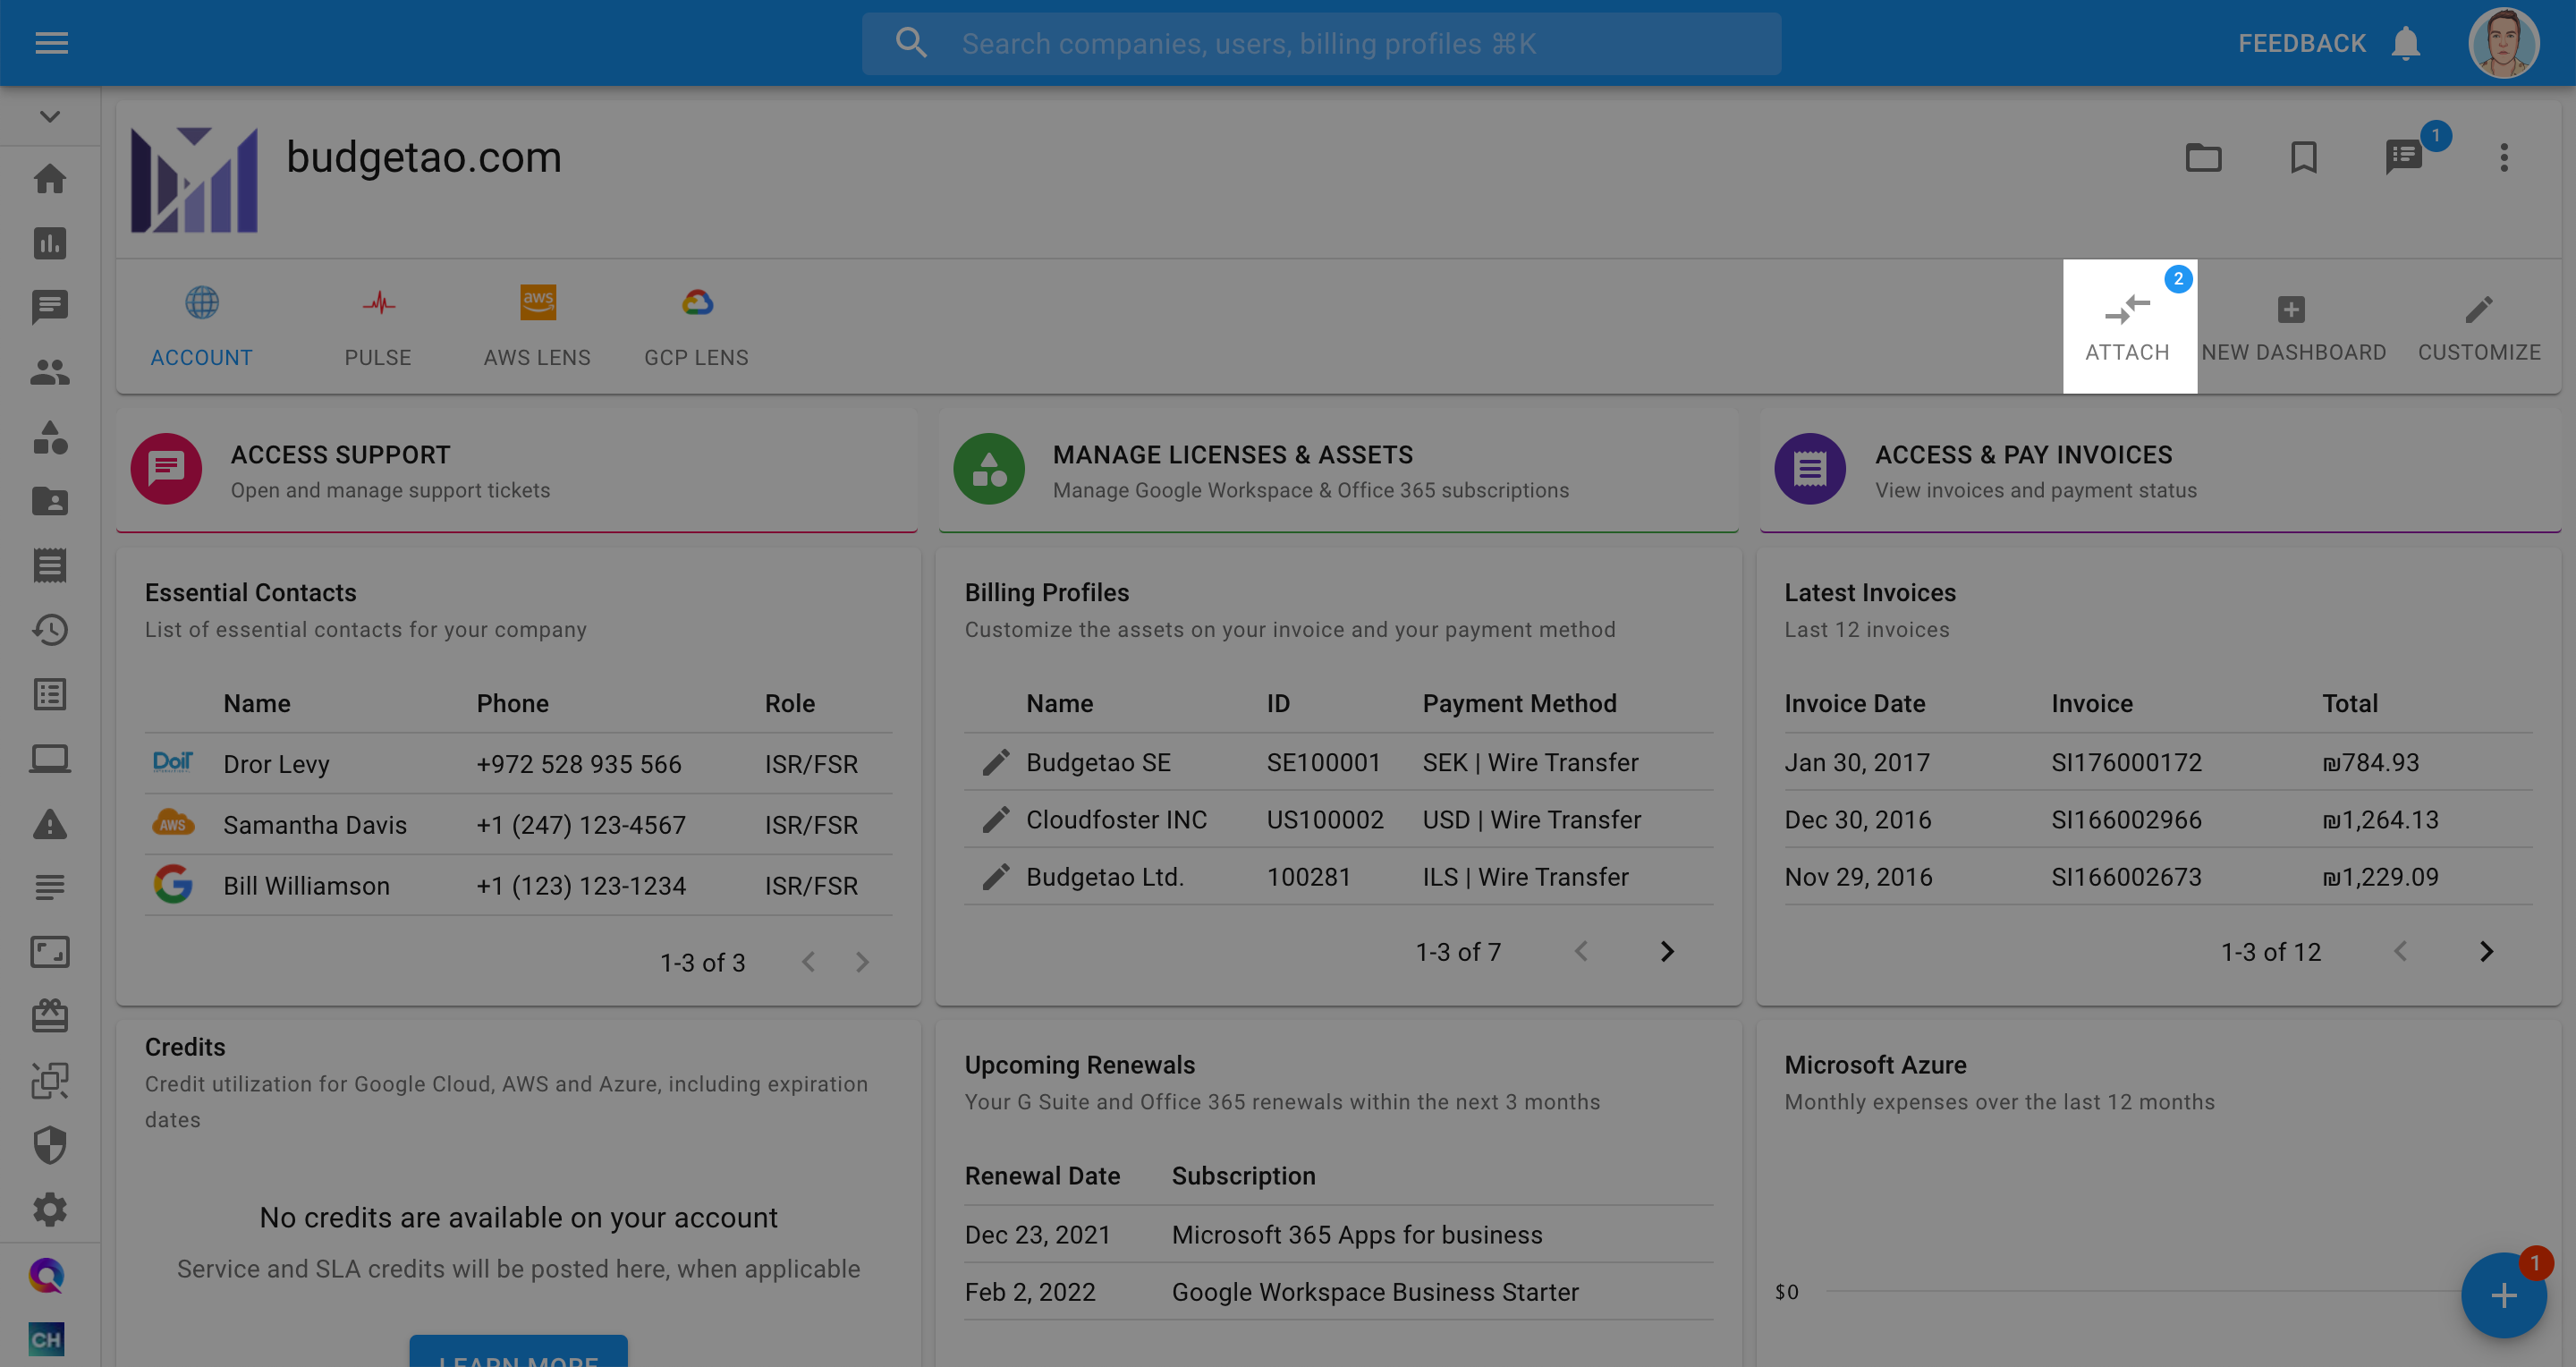 Search companies, users, billing profiles ⌘K
FEEDBACK
budgetao.com
1
ACCOUNT
PULSE
aws
AWS LENS
GCP LENS
2
ATTACH
NEW DASHBOARD
CUSTOMIZE
ACCESS SUPPORT
Open and manage support tickets
MANAGE LICENSES & ASSETS
Manage Google Workspace & Office 365 subscriptions
ACCESS & PAY INVOICES
View invoices and payment status
Essential Contacts
List of essential contacts for your company
Name Phone Role
DoiT Dror Levy +972 528 935 566 ISR/FSR
AWS Samantha Davis +1 (247) 123-4567 ISR/FSR
Bill Williamson +1 (123) 123-1234 ISR/FSR
1-3 of 3
Billing Profiles
Customize the assets on your invoice and your payment method
Name ID Payment Method
Budgetao SE SE100001 SEK | Wire Transfer
Cloudfoster INC US100002 USD | Wire Transfer
Budgetao Ltd. 100281 ILS | Wire Transfer
1-3 of 7
Latest Invoices
Last 12 invoices
Invoice Date Invoice Total
Jan 30, 2017 SI176000172 ₪784.93
Dec 30, 2016 SI166002966 ₪1,264.13
Nov 29, 2016 SI166002673 ₪1,229.09
1-3 of 12
Credits
Credit utilization for Google Cloud, AWS and Azure, including expiration
dates
No credits are available on your account
Service and SLA credits will be posted here, when applicable
LEARN MORE
Upcoming Renewals
Your G Suite and Office 365 renewals within the next 3 months
Renewal Date Subscription
Dec 23, 2021 Microsoft 365 Apps for business
Feb 2, 2022 Google Workspace Business Starter
Microsoft Azure
Monthly expenses over the last 12 months
$0
1
CH